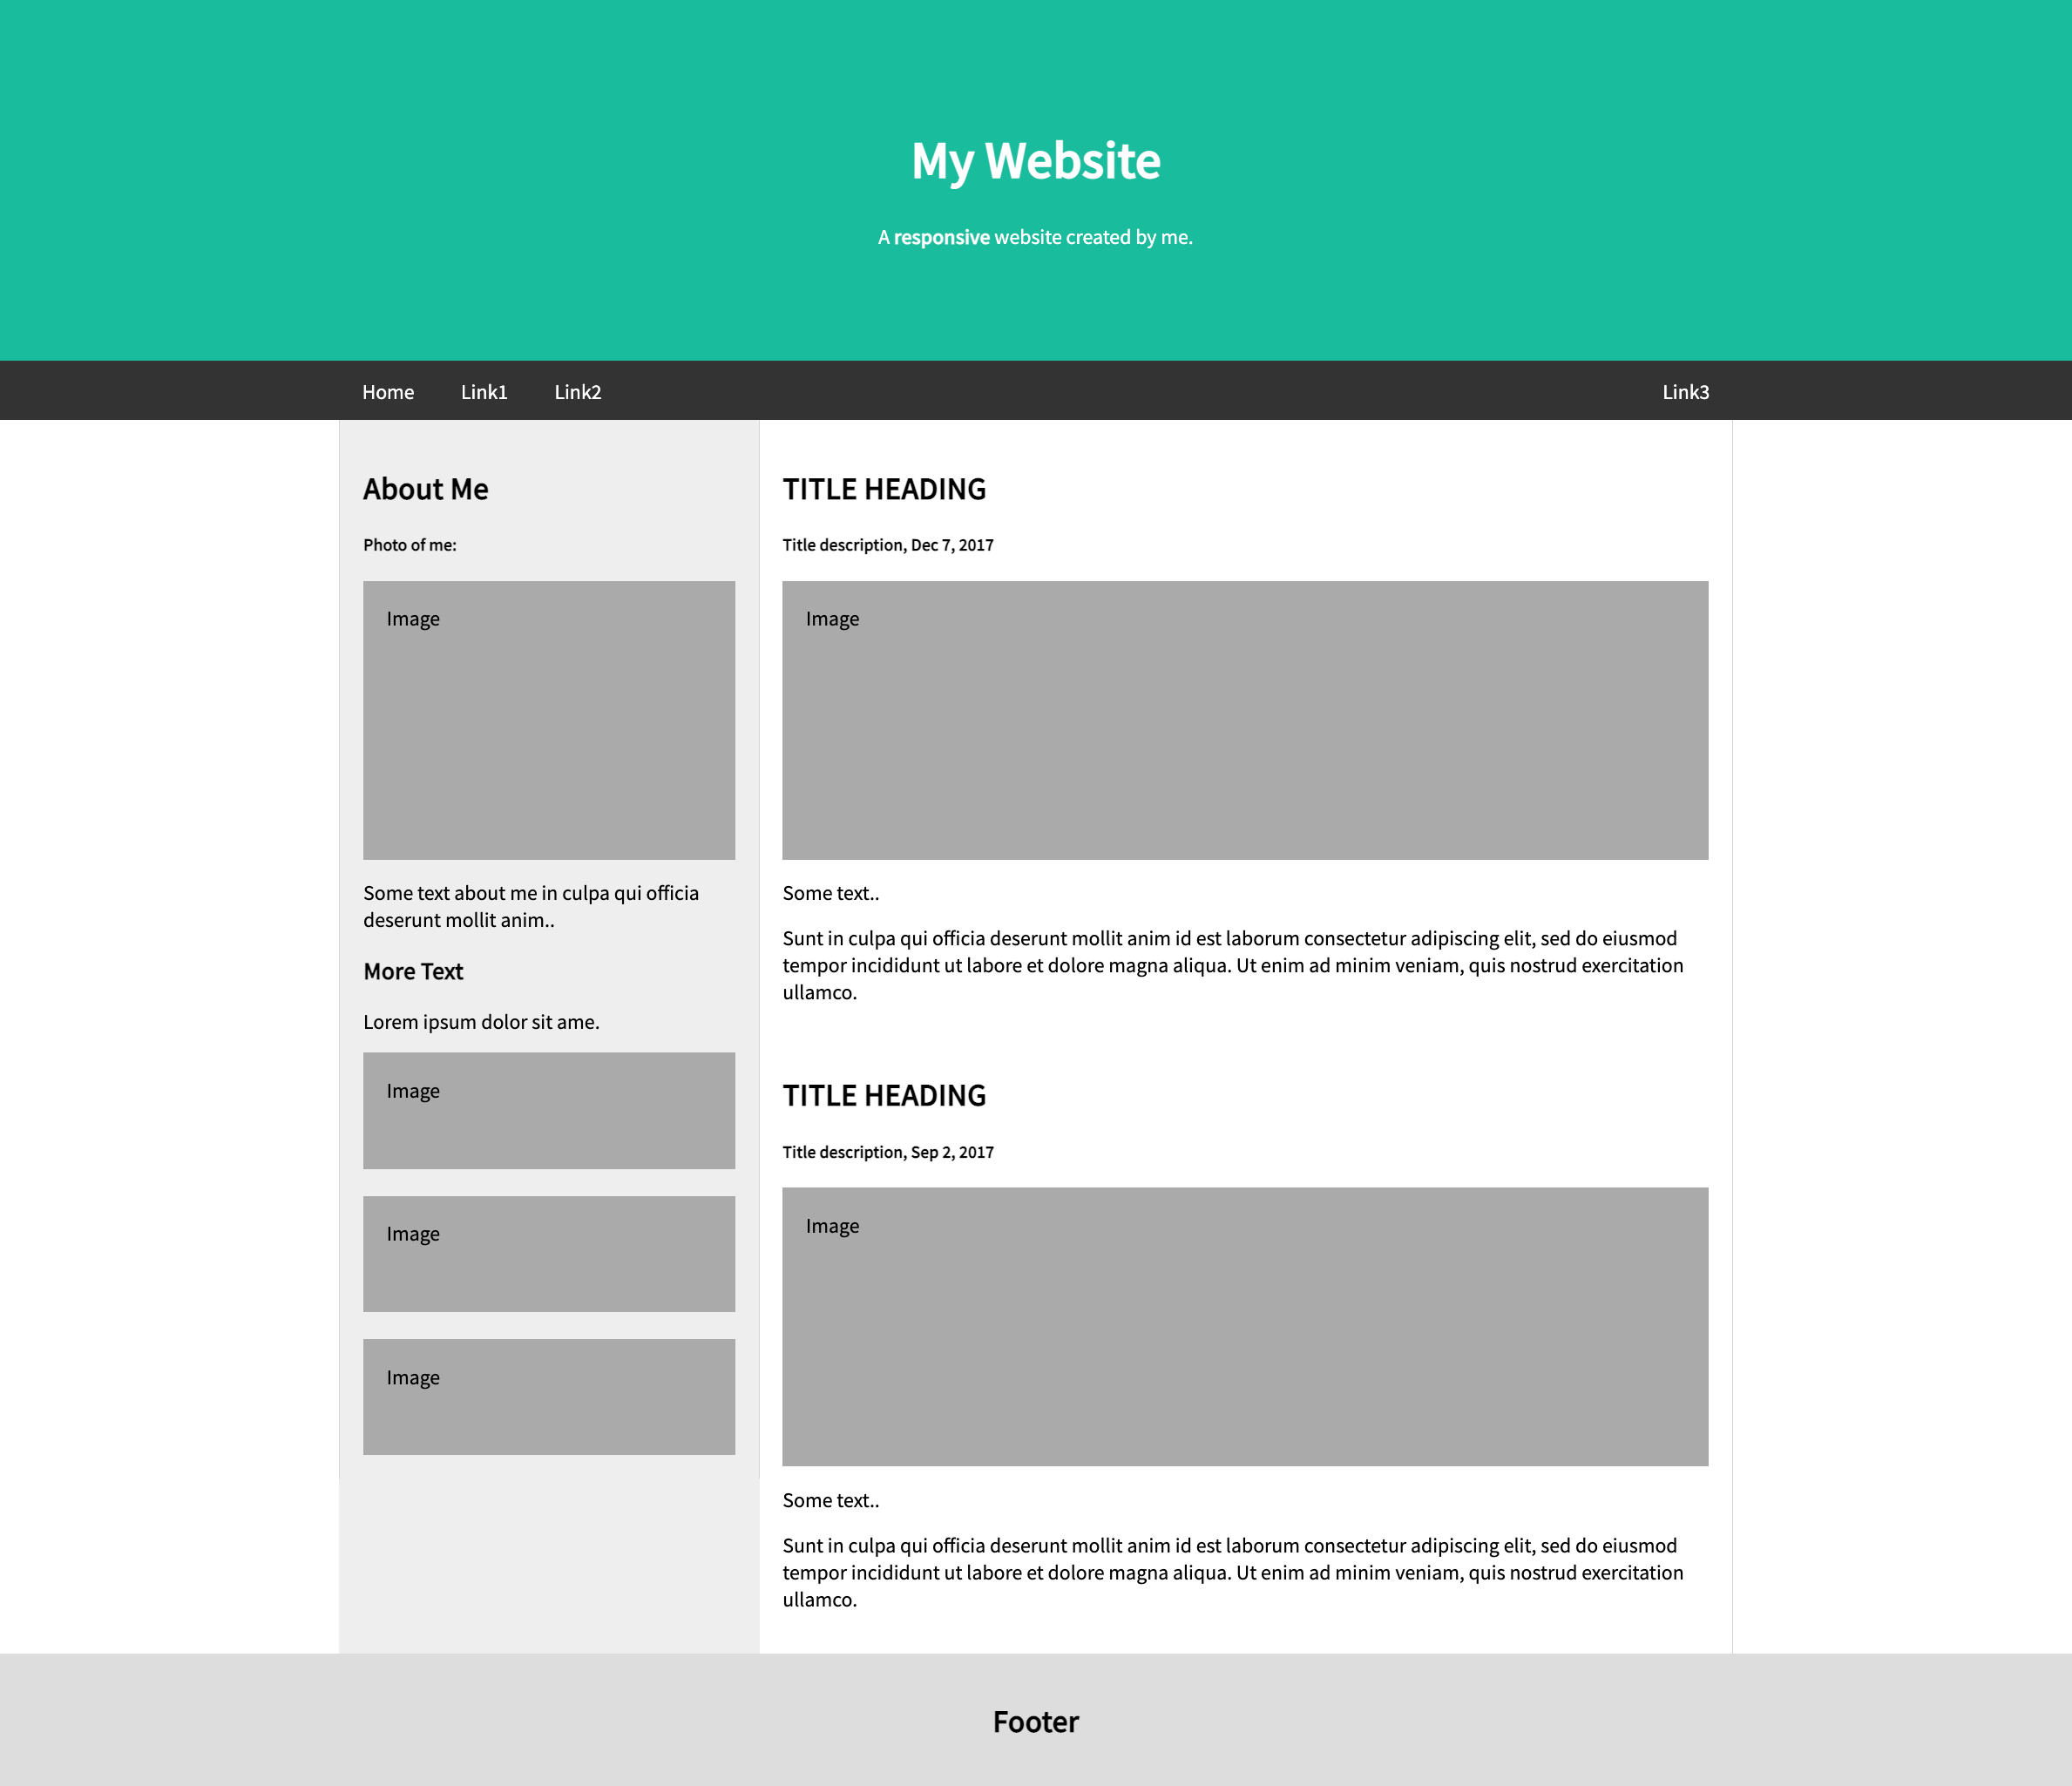 My Website
A responsive website created by me.
Home Link1 Link2 Link3
About Me
Photo of me:
Image
Some text about me in culpa qui officia
deserunt mollit anim..
More Text
Lorem ipsum dolor sit ame.
Image
Image
Image
TITLE HEADING
Title description, Dec 7, 2017
Image
Some text..
Sunt in culpa qui officia deserunt mollit anim id est laborum consectetur adipiscing elit, sed do eiusmod
tempor incididunt ut labore et dolore magna aliqua. Ut enim ad minim veniam, quis nostrud exercitation
ullamco.
TITLE HEADING
Title description, Sep 2, 2017
Image
Some text..
Sunt in culpa qui officia deserunt mollit anim id est laborum consectetur adipiscing elit, sed do eiusmod
tempor incididunt ut labore et dolore magna aliqua. Ut enim ad minim veniam, quis nostrud exercitation
ullamco.
Footer